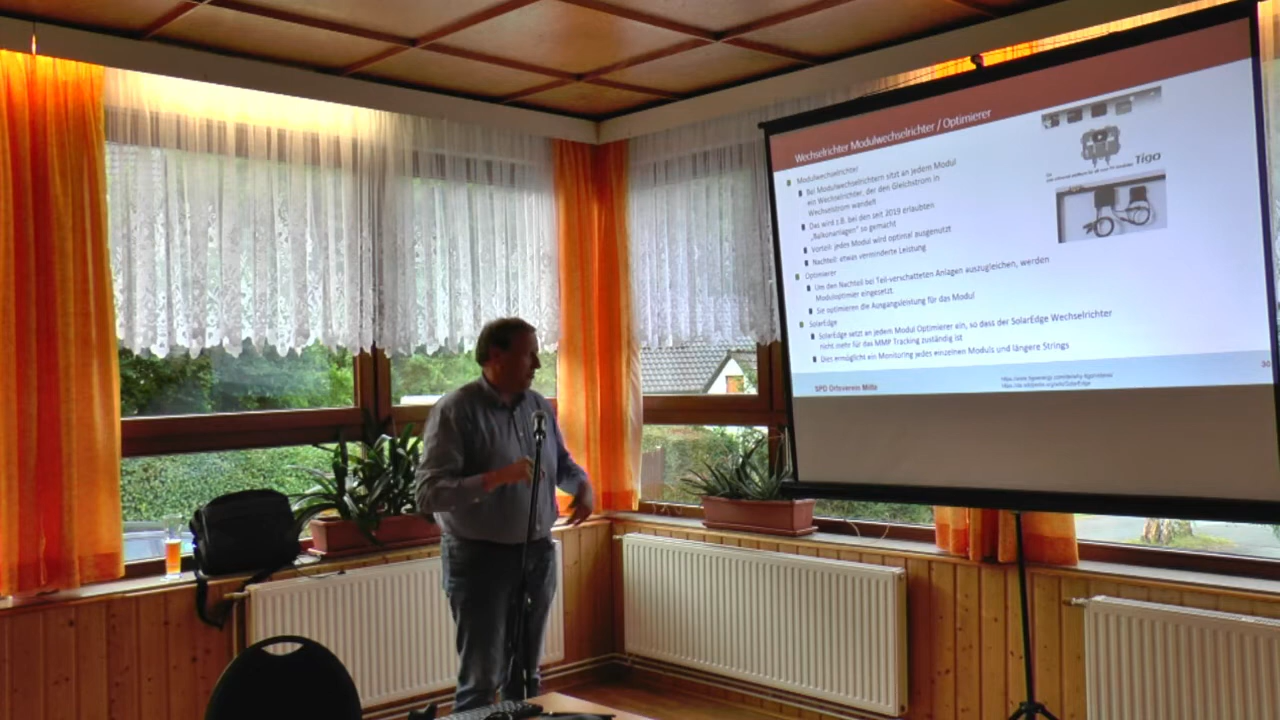 Wechselrichter Modulwechselrichter / Optimierer
Modulwechselrichter
Bei Modulwechselrichtern sitzt an jedem Modul
ein Wechselrichter, der den Gleichstrom in
Wechselstrom wandelt
Das wird z.B. bei den seit 2019 erlaubten
„Balkonanlagen" so gemacht
Vorteil: jedes Modul wird optimal ausgenutzt
Nachteil: etwas verminderte Leistung
Optimierer
Um den Nachteil bei Teil-verschatteten Anlagen auszugleichen, werden
Moduloptimier eingesetzt.
Sie optimieren die Ausgangsleistung für das Modul
SolarEdge
SolarEdge setzt an jedem Modul Optimierer ein, so dass der SolarEdge Wechselrichter
nicht mehr für das MMP Tracking zuständig ist
Dies ermöglicht ein Monitoring jedes einzelnen Moduls und längere Strings
Tigo
SPD Ortsverein Mitte
30